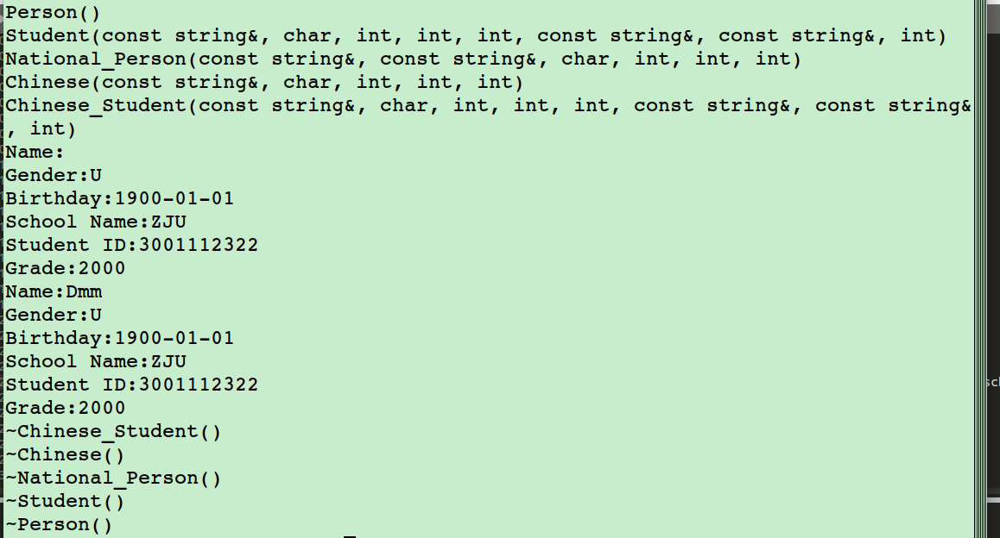 Person()
Student(const string&, char, int, int, int, const string&, const string&, int)
National_Person(const string&, const string&, char, int, int, int)
Chinese(const string&, char, int, int, int)
Chinese_Student(const string&, char, int, int, int, const string&, const string&
, int)
Name:
Gender:U
Birthday:1900-01-01
School Name:ZJU
Student ID:3001112322
Grade:2000
Name:Dmm
Gender:U
Birthday:1900-01-01
School Name:ZJU
Student ID:3001112322
Grade:2000
~Chinese_Student()
~Chinese()
~National_Person()
~Student()
~Person()